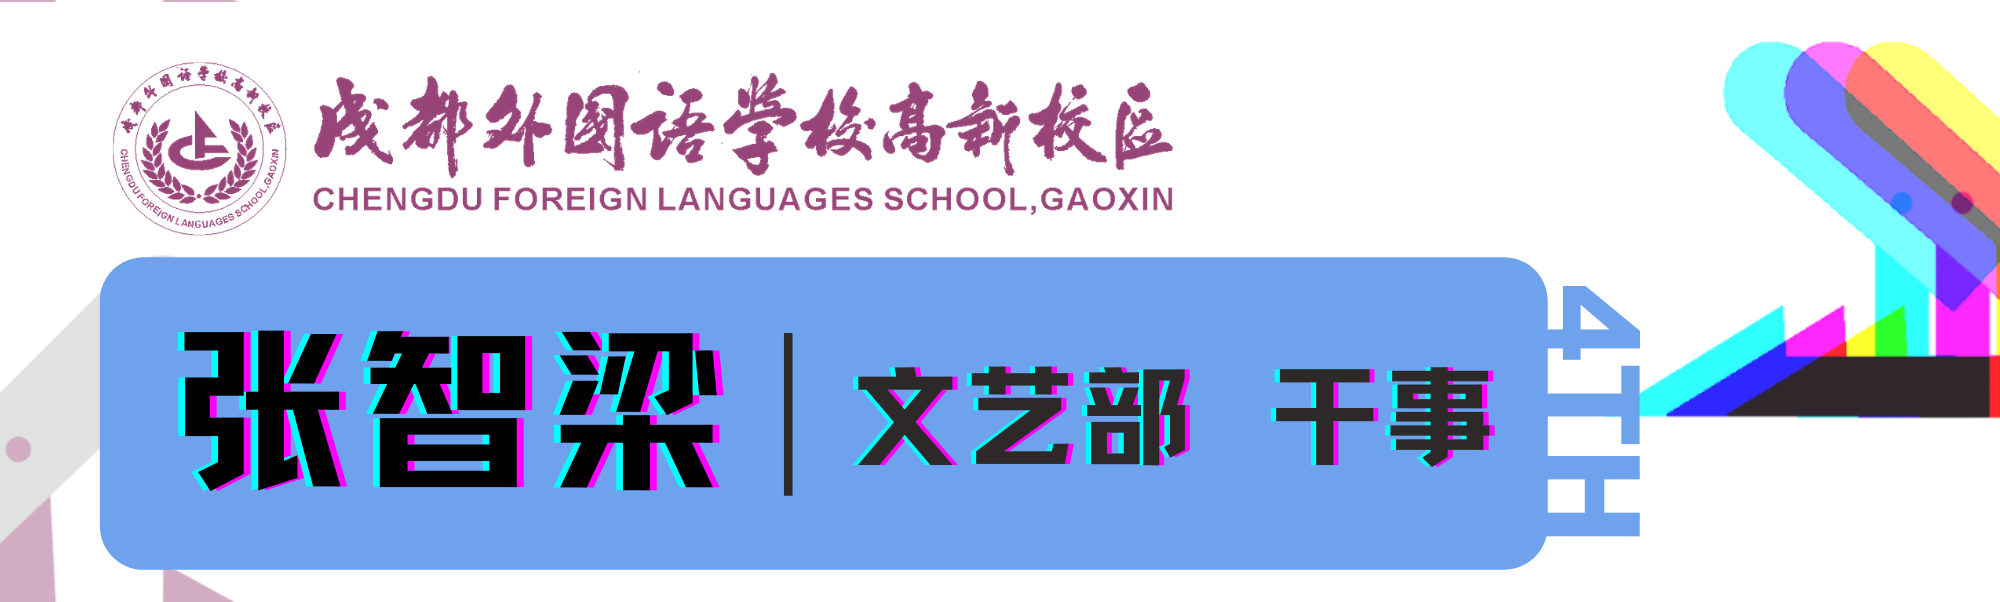 成都外国语学校高新校区
CHENGDU FOREIGN LANGUAGES SCHOOL,GAOXIN
成都外国语学校高新校区
CHENGDU FOREIGN LANGUAGES SCHOOL,GAOXIN
张智梁 | 文艺部 干事
4TH